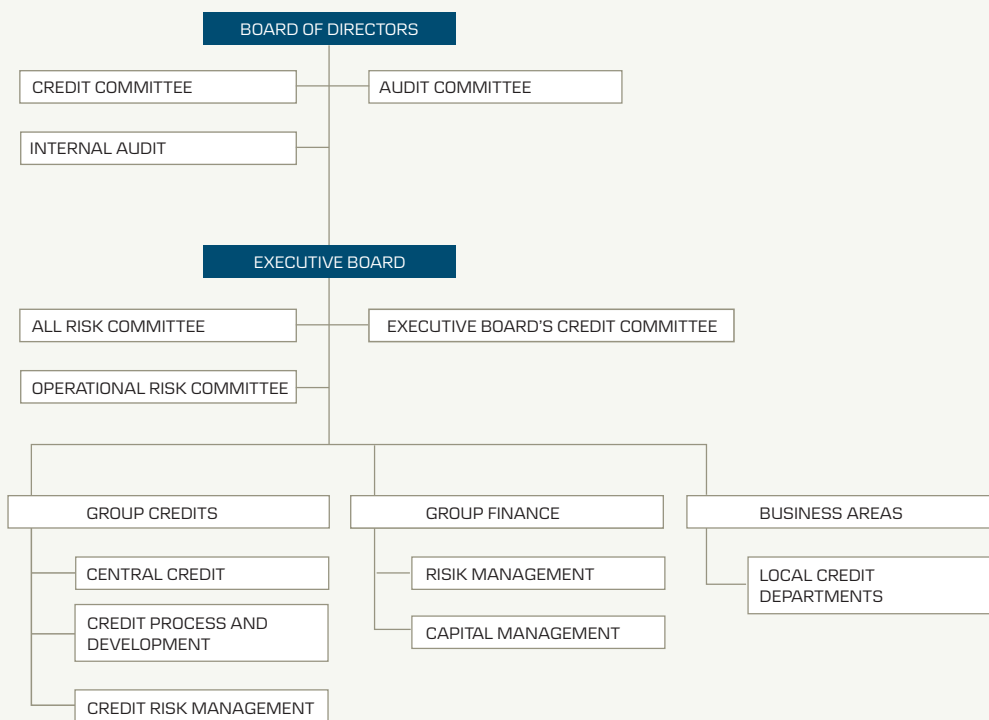 BOARD OF DIRECTORS
CREDIT COMMITTEE
AUDIT COMMITTEE
INTERNAL AUDIT
EXECUTIVE BOARD
ALL RISK COMMITTEE
EXECUTIVE BOARD'S CREDIT COMMITTEE
OPERATIONAL RISK COMMITTEE
GROUP CREDITS
GROUP FINANCE
BUSINESS AREAS
CENTRAL CREDIT
RISIK MANAGEMENT
LOCAL CREDIT
DEPARTMENTS
CREDIT PROCESS AND
DEVELOPMENT
CAPITAL MANAGEMENT
CREDIT RISK MANAGEMENT